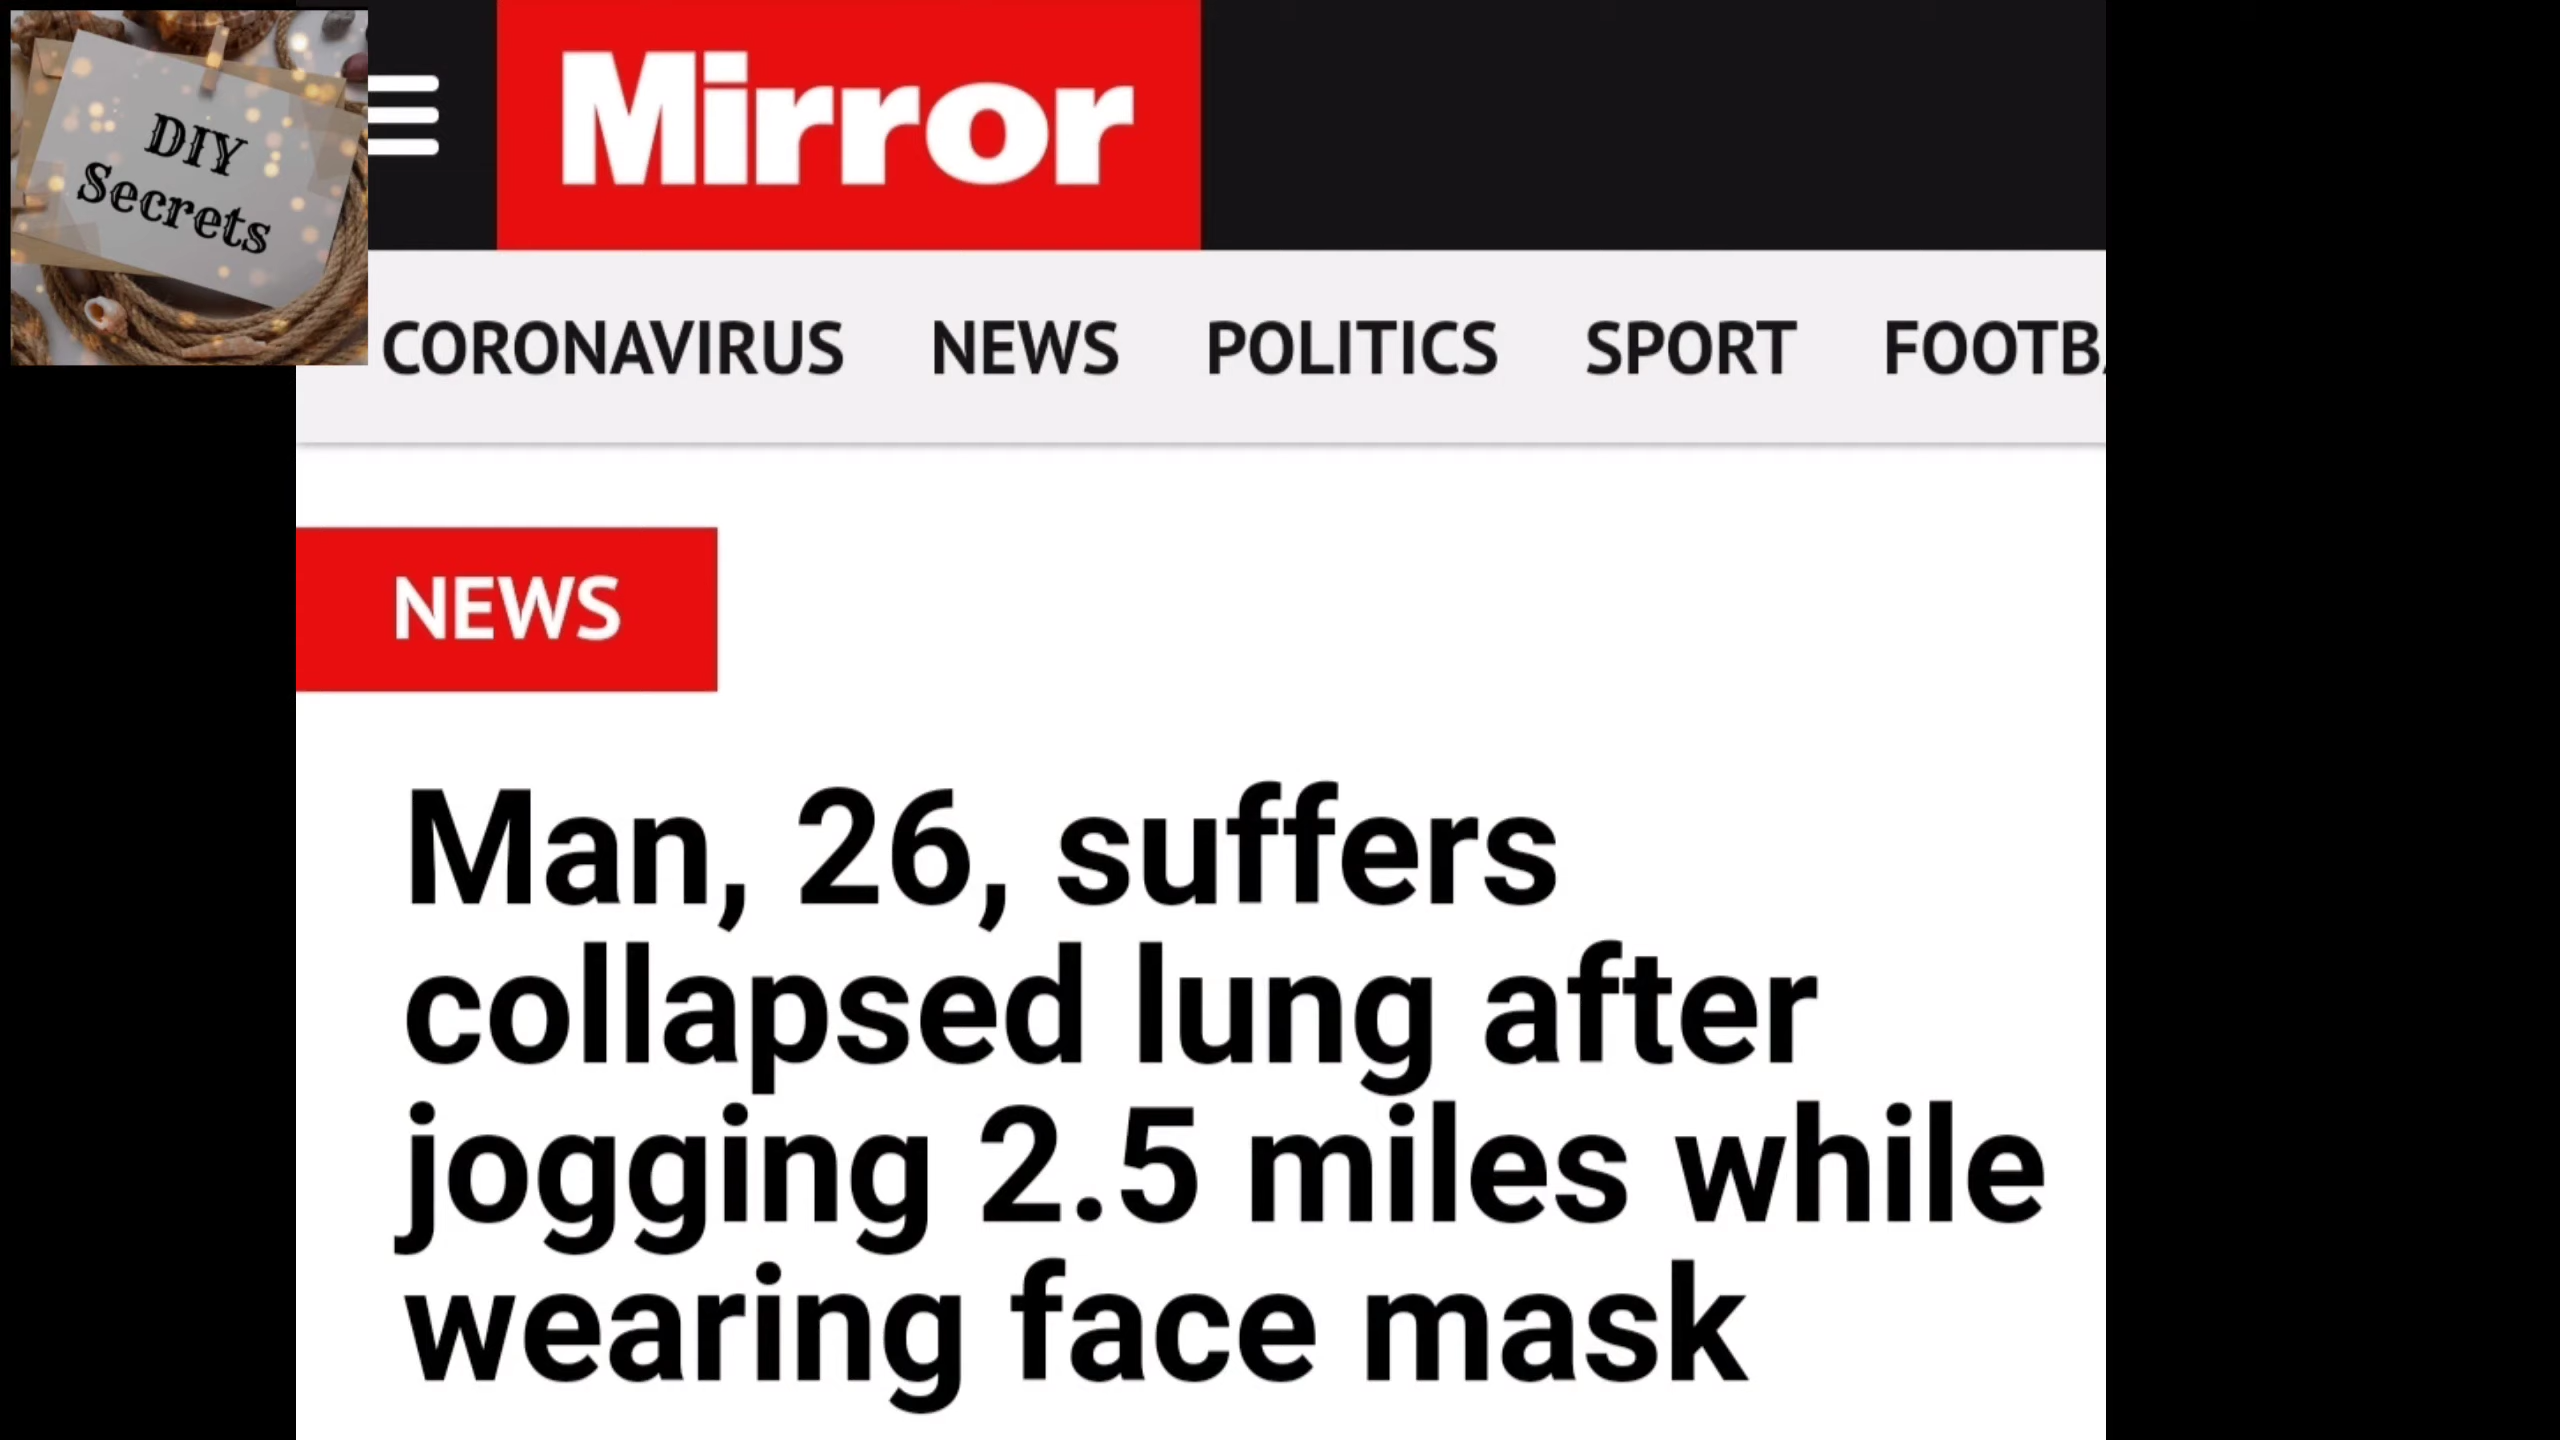 DIY
Secrets
Mirror
CORONAVIRUS NEWS POLITICS SPORT FOOTBA
NEWS
Man, 26, suffers
collapsed lung after
jogging 2.5 miles while
wearing face mask